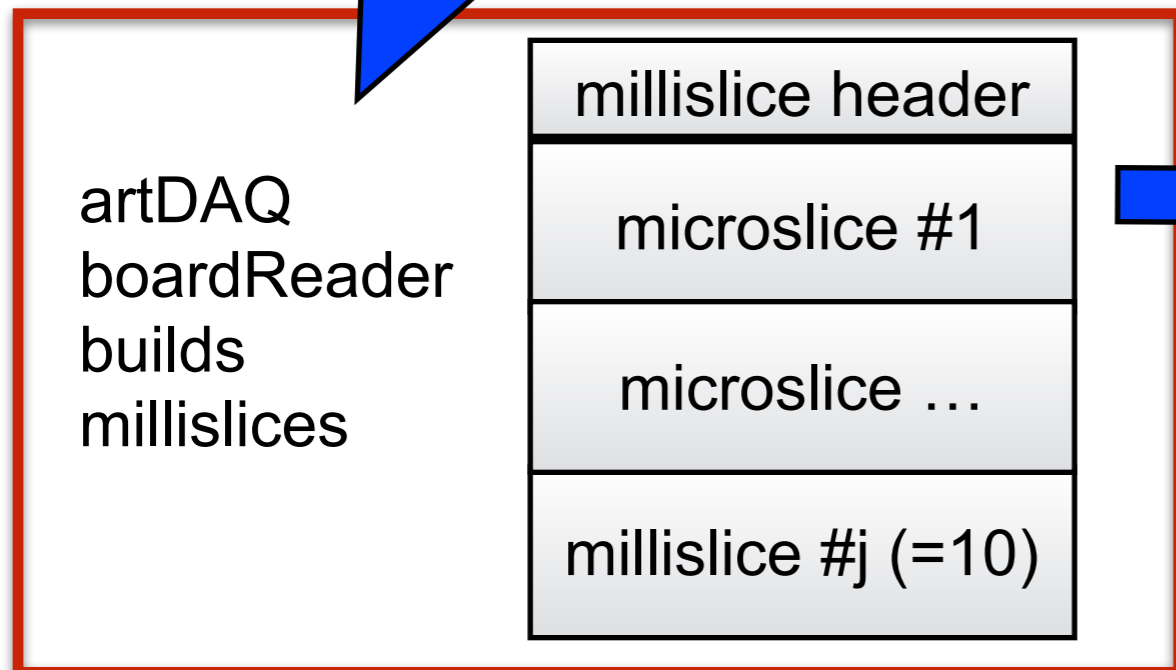 artDAQ
boardReader
builds
millislices
millislice header
microslice #1
microslice …
millislice #j (=10)